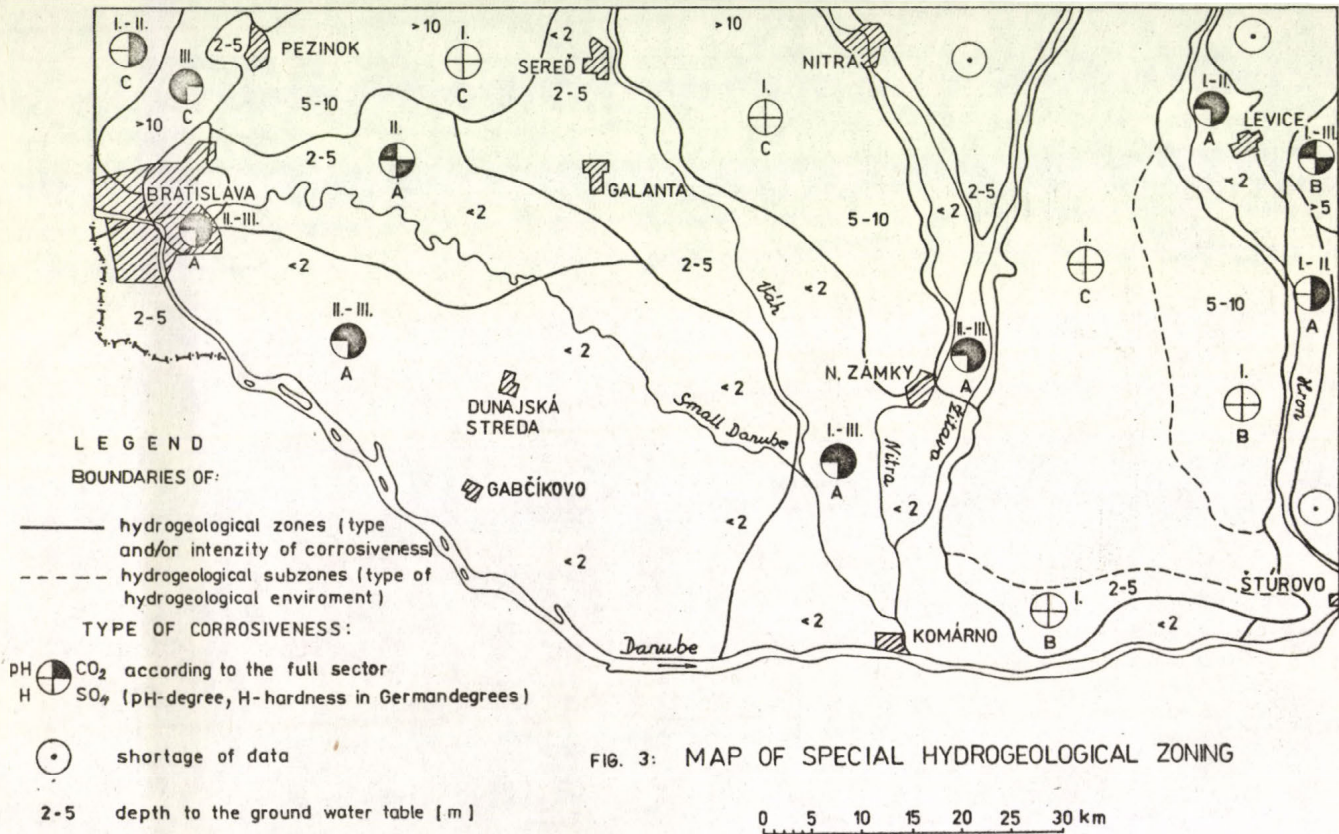 I.-II.
C
III.
C
>10
2-5
PEZINOK
>10
I.
C
<2
SEREĎ
2-5
>10
NITRA
I.
C
5-10
2-5
II.
A
GALANTA
<2
BRATISLAVA
II.-III.
A
<2
2-5
2-5
Váh
<2
5-10
<2
2-5
I.
C
I.-II.
A
LEVICE
<2
I.-III.
B
>5
I.-II.
A
5-10
I.
B
Hron
II.-III.
A
DUNAJSKÁ
STREDA
<2
<2
Small Danube
N. ZÁMKY
II.-III.
A
I.-III.
A
Nitra
Žitava
<2
GABČÍKOVO
<2
<2
<2
Danube
KOMÁRNO
I.
B
2-5
<2
ŠTÚROVO
LEGEND
BOUNDARIES OF:
hydrogeological zones (type
and/or intenzity of corrosiveness)
hydrogeological subzones (type of
hydrogeological enviroment)
TYPE OF CORROSIVENESS:
pH CO2 according to the full sector
H SO4 (pH-degree, H-hardness in Germandegrees)
shortage of data
2-5 depth to the ground water table [m]
FIG. 3: MAP OF SPECIAL HYDROGEOLOGICAL ZONING
0 5 10 15 20 25 30 km